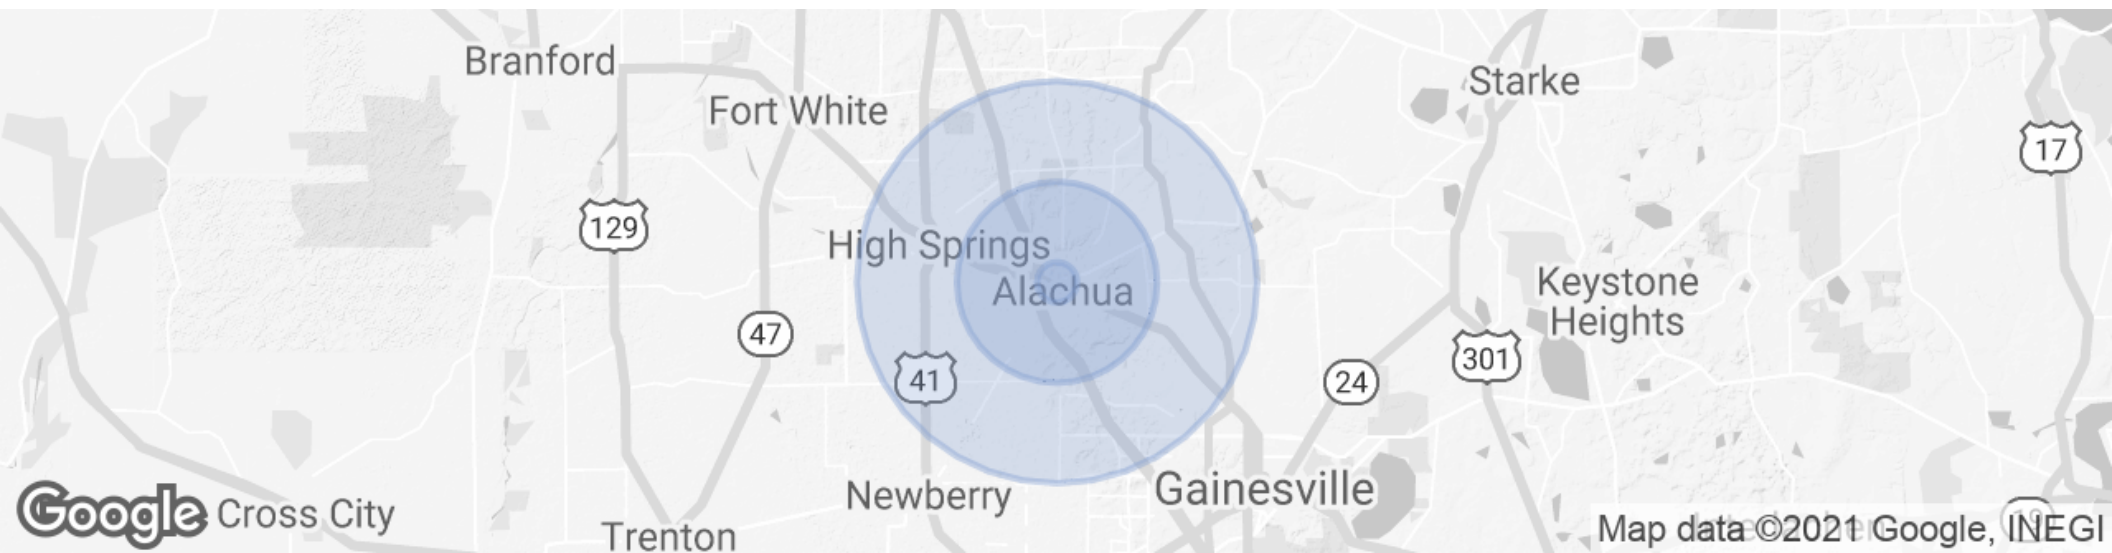 Branford
Starke
Fort White
17
129
High Springs
Alachua
Keystone
Heights
47
301
41
24
Newberry
Gainesville
Google
Cross City
Trenton
Map data ©2021 Google, INEGI
19